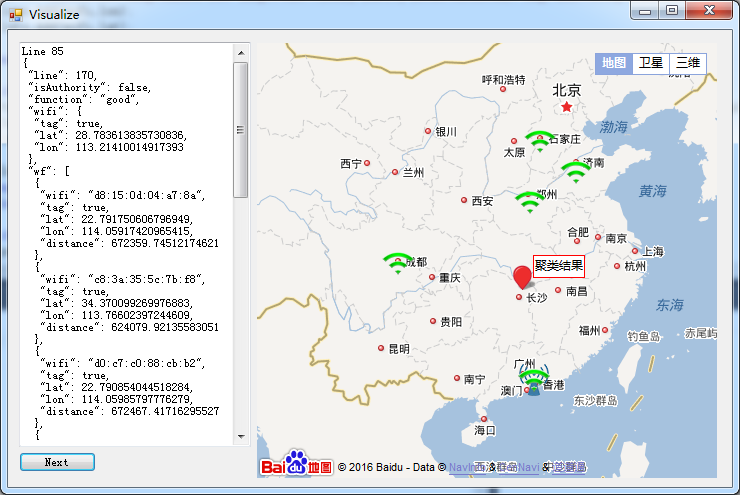 Visualize
Line 85
{
"line": 170,
"isAuthority": false,
"function": "good",
"wifi": {
"tag": true,
"lat": 28.783613835730836,
"lon": 113.21410014917393
},
"wf": [
{
"wifi": "d8:15:0d:04:a7:8a",
"tag": true,
"lat": 22.791750606796949,
"lon": 114.05917420965415,
"distance": 672359.74512174621
},
{
"wifi": "c8:3a:35:5c:7b:f8",
"tag": true,
"lat": 34.370099269976883,
"lon": 113.76602397244609,
"distance": 624079.92135583051
},
{
"wifi": "d0:c7:c0:88:cb:b2",
"tag": true,
"lat": 22.790854044518284,
"lon": 114.05985797776279,
"distance": 672467.41716295527
},
{
Next
地图 卫星 三维
呼和浩特
北京
渤海
银川
石家庄
太原
济南
西宁
兰州
黄海
郑州
西安
合肥
南京
上海
成都
杭州
聚类结果
重庆
南昌
长沙
东海
贵阳
福州
钓鱼岛
赤尾屿
昆明
广州
南宁
香港
澳门
东沙群岛
海口
Bai du 地图
© 2016 Baidu - Data © NavInfo & & 
西沙群岛